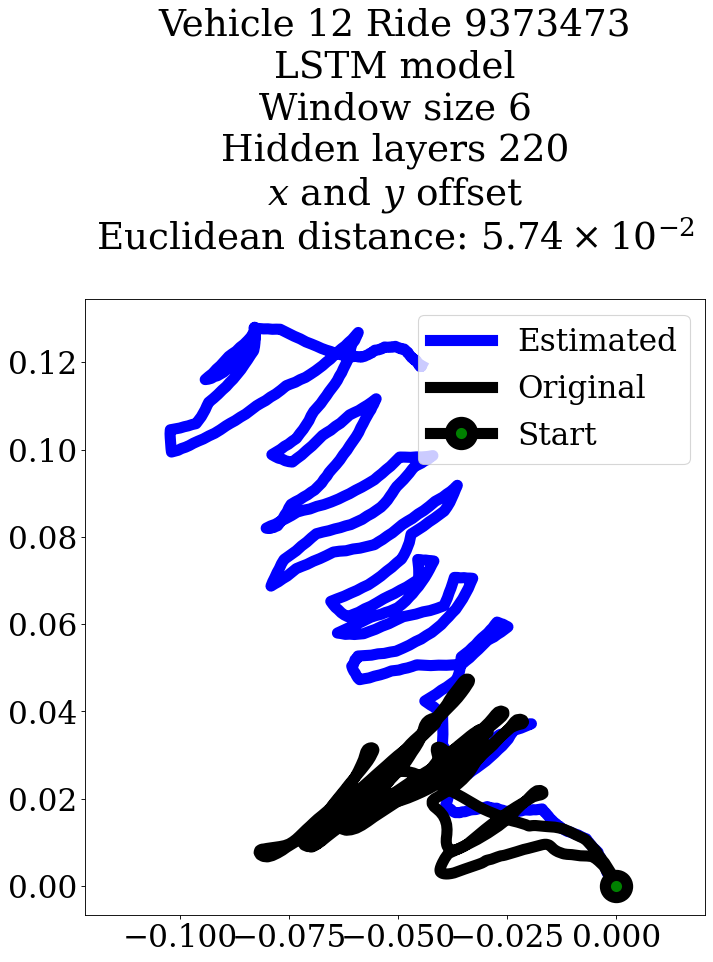 Vehicle 12 Ride 9373473
LSTM model
Window size 6
Hidden layers 220
x and y offset
Euclidean distance: 5.74 × 10⁻²
Estimated
Original
Start
0.12
0.10
0.08
0.06
0.04
0.02
0.00
−0.100 −0.075 −0.050 −0.025 0.000